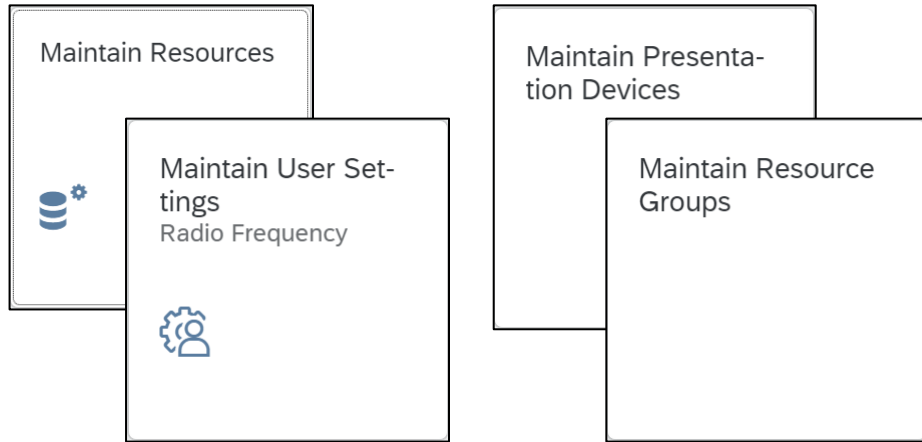 Maintain Resources
Maintain User Set-
tings
Radio Frequency
Maintain Presenta-
tion Devices
Maintain Resource
Groups